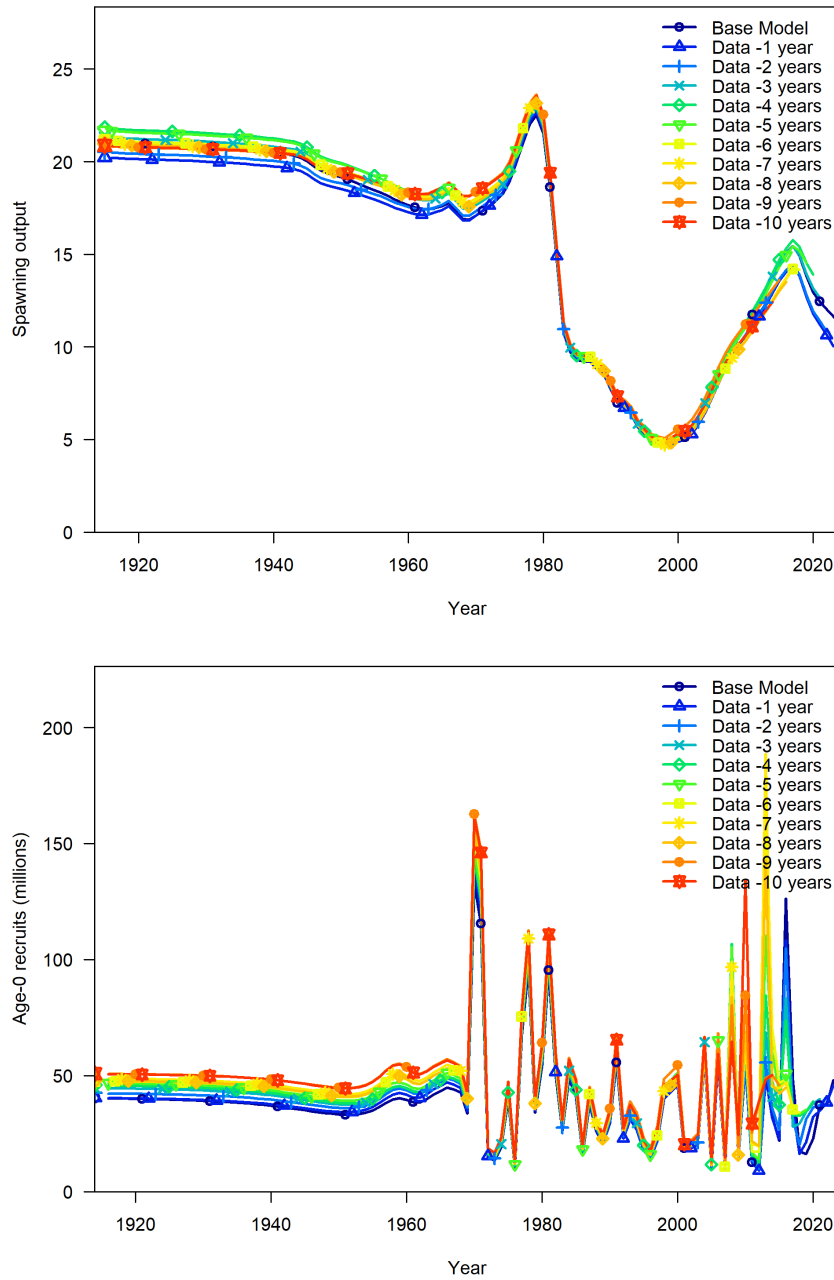 Spawning output
25
20
15
10
5
0
Base Model
Data -1 year
Data -2 years
Data -3 years
Data -4 years
Data -5 years
Data -6 years
Data -7 years
Data -8 years
Data -9 years
Data -10 years
1920 1940 1960 1980 2000 2020
Year
Age-0 recruits (millions)
200
150
100
50
0
Base Model
Data -1 year
Data -2 years
Data -3 years
Data -4 years
Data -5 years
Data -6 years
Data -7 years
Data -8 years
Data -9 years
Data -10 years
1920 1940 1960 1980 2000 2020
Year